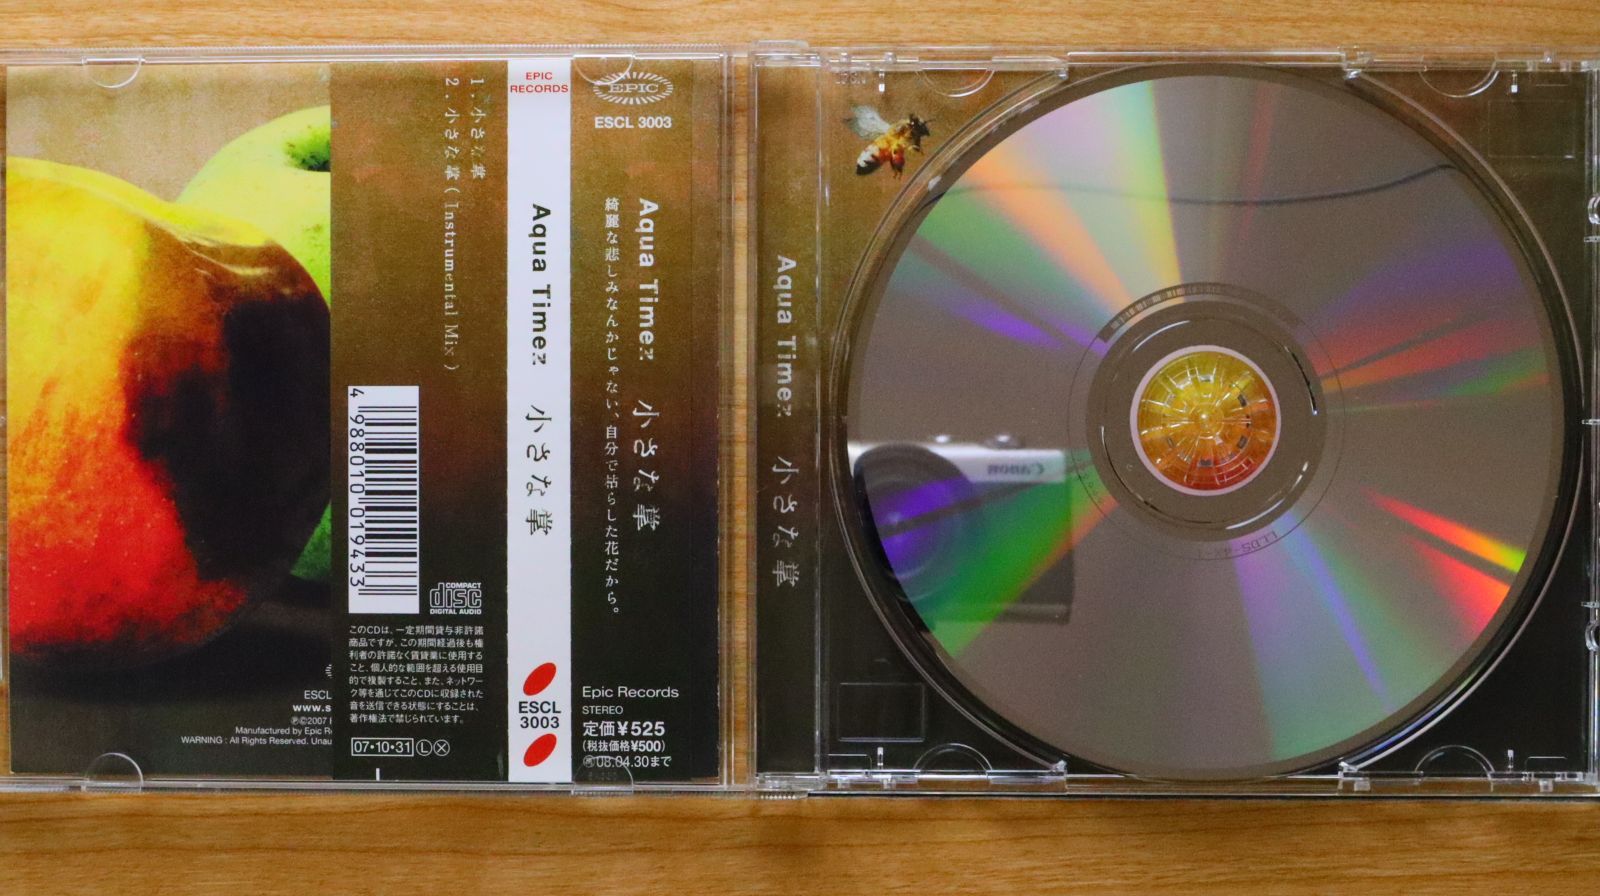 1. 小さな掌
2. 小さな掌 (Instrumental Mix)
4 988010 019433
COMPACT
disc
DIGITAL AUDIO
このCDは、一定期間貸与非許諾
商品ですが、この期間経過後も権
利者の許諾なく賃貸業に使用する
こと、個人的な範囲を超える使用目
的で複製すること、また、ネットワー
ク等を通じてこのCDに収録された
音を送信できる状態にすることは、
著作権法で禁じられています。
07・10・31 Ⓛ Ⓧ
ESCL
www.s
℗©2007
Manufactured by Epic Re
WARNING : All Rights Reserved. Unau
EPIC
RECORDS
Aqua Timez 小さな掌
ESCL
3003
EPIC
ESCL 3003
Aqua Timez 小さな掌
綺麗な悲しみなんかじゃない、自分で枯らした花だから。
Epic Records
STEREO
定価¥525
(税抜価格¥500)
08.04.30まで
Aqua Timez 小さな掌
Canon